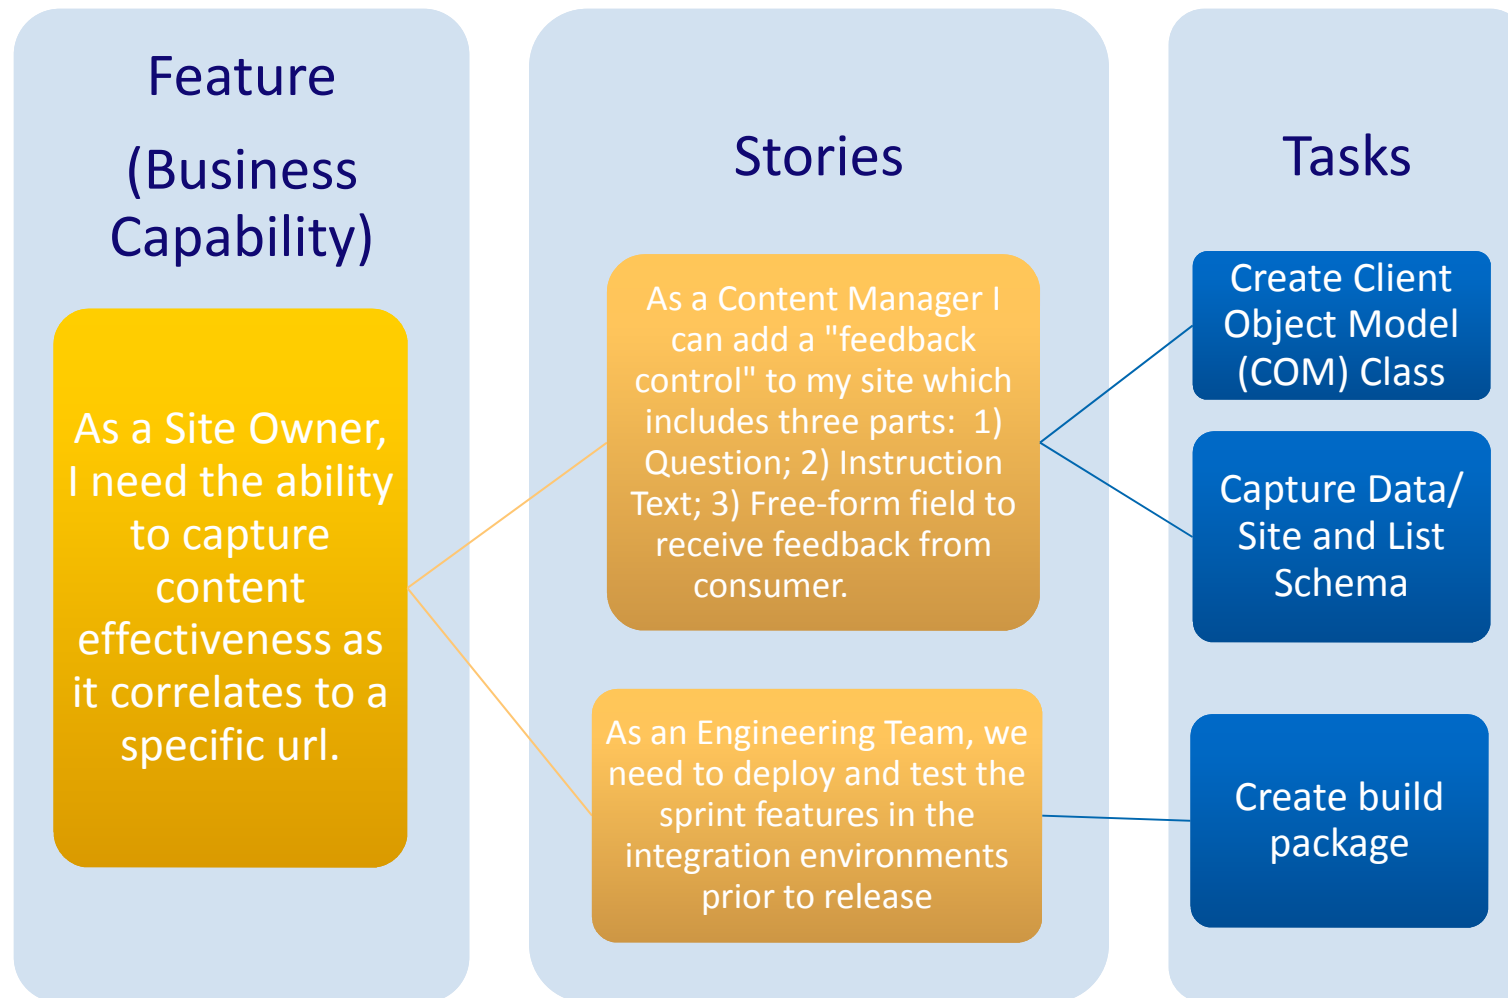 Feature
(Business
Capability)
As a Site Owner,
I need the ability
to capture
content
effectiveness as
it correlates to a
specific url.
Stories
As a Content Manager I
can add a "feedback
control" to my site which
includes three parts:  1)
Question; 2) Instruction
Text; 3) Free-form field to
receive feedback from
consumer.
As an Engineering Team, we
need to deploy and test the
sprint features in the
integration environments
prior to release
Tasks
Create Client
Object Model
(COM) Class
Capture Data/
Site and List
Schema
Create build
package